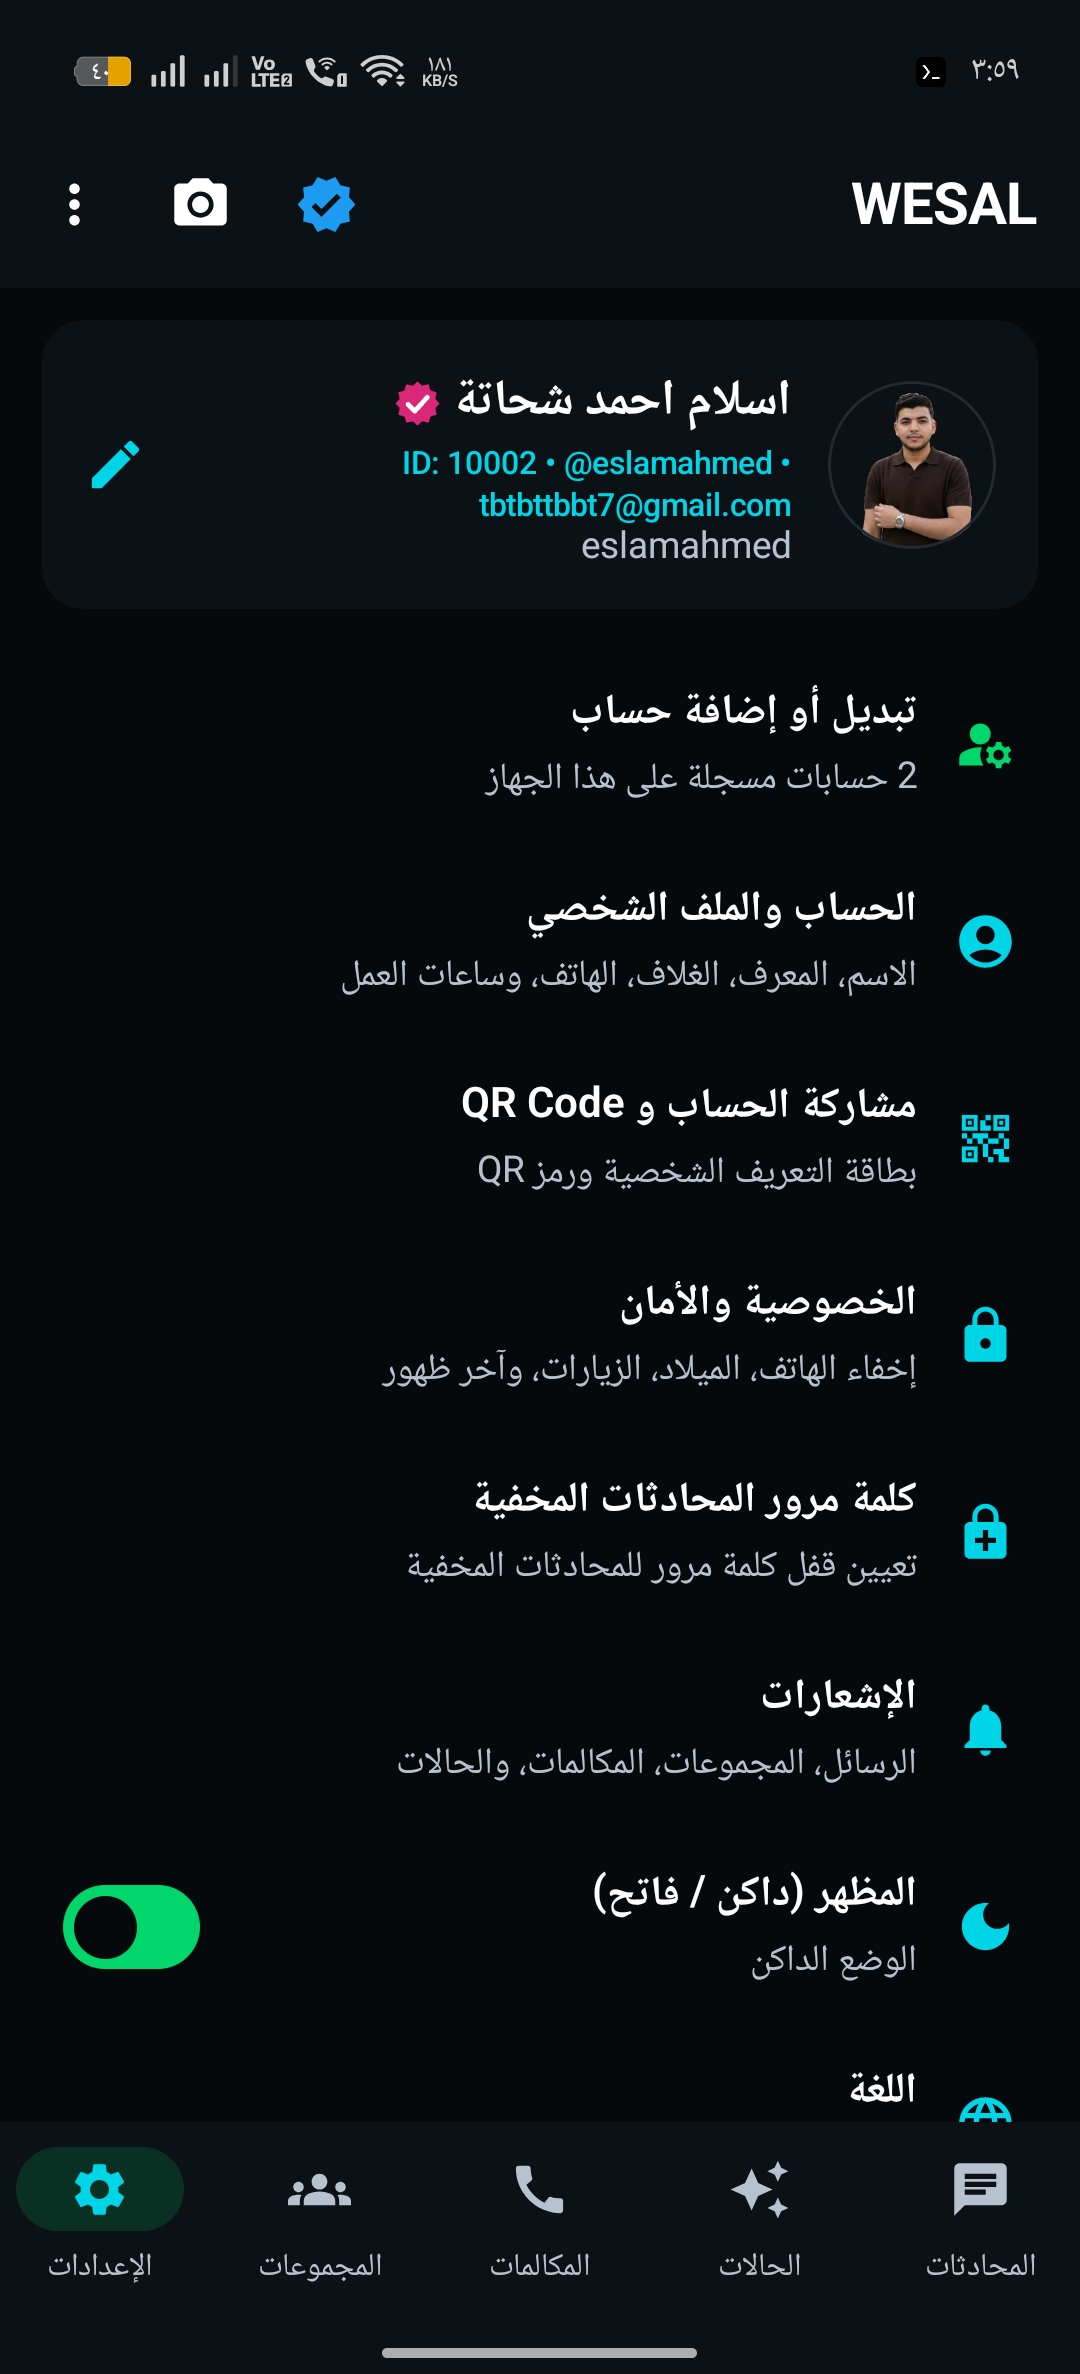 ٣:٥٩
١٨١ KB/S
Vo LTE2
٤٠
WESAL
اسلام احمد شحاتة
ID: 10002 • @eslamahmed •
tbtbttbbt7@gmail.com
eslamahmed
تبديل أو إضافة حساب
2 حسابات مسجلة على هذا الجهاز
الحساب والملف الشخصي
الاسم، المعرف، الغلاف، الهاتف، وساعات العمل
مشاركة الحساب و QR Code
بطاقة التعريف الشخصية ورمز QR
الخصوصية والأمان
إخفاء الهاتف، الميلاد، الزيارات، وآخر ظهور
كلمة مرور المحادثات المخفية
تعيين قفل كلمة مرور للمحادثات المخفية
الإشعارات
الرسائل، المجموعات، المكالمات، والحالات
المظهر (داكن / فاتح)
الوضع الداكن
اللغة
المحادثات
الحالات
المكالمات
المجموعات
الإعدادات